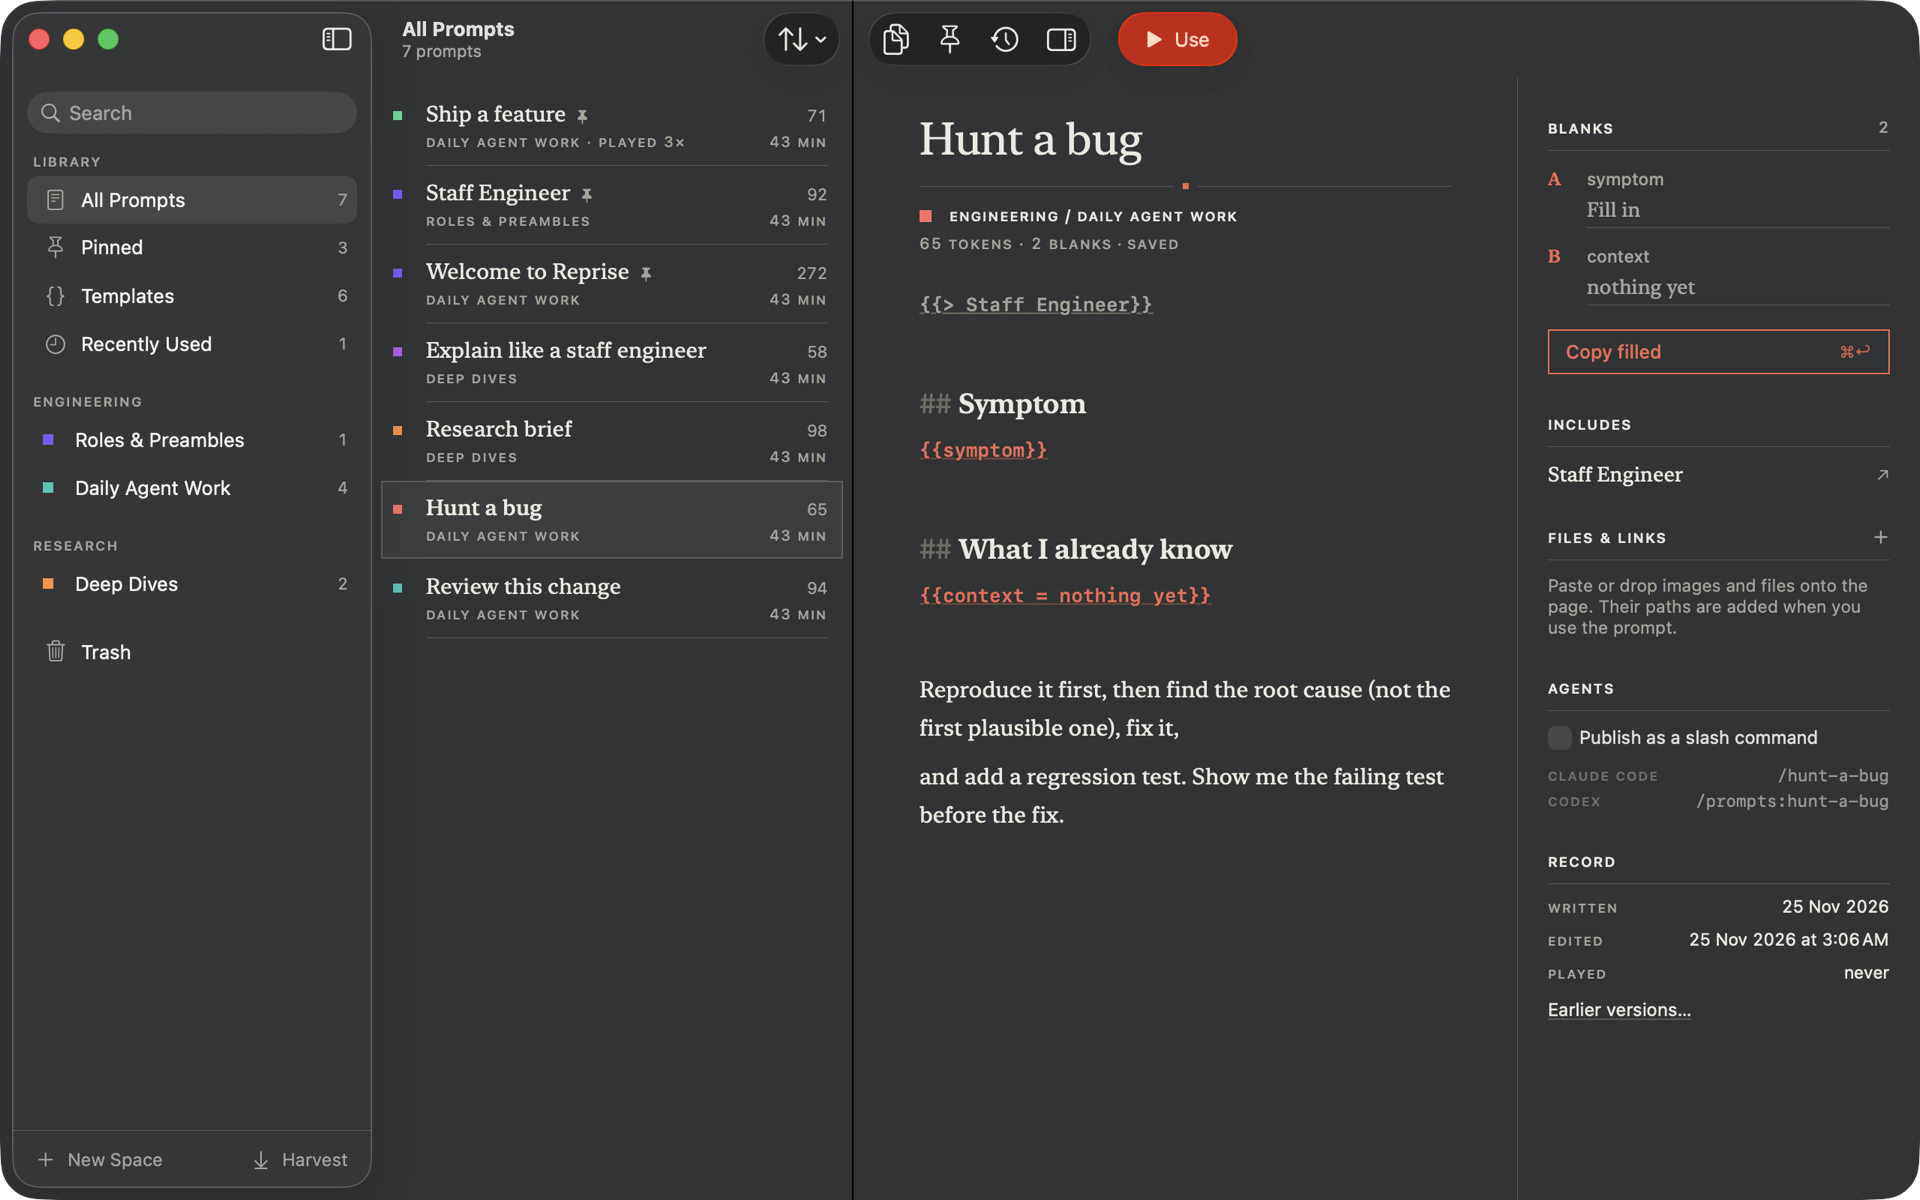 Search
LIBRARY
All Prompts 7
Pinned 3
Templates 6
Recently Used 1
ENGINEERING
Roles & Preambles 1
Daily Agent Work 4
RESEARCH
Deep Dives 2
Trash
New Space
Harvest
All Prompts
7 prompts
Ship a feature 71
DAILY AGENT WORK · PLAYED 3× 43 MIN
Staff Engineer 92
ROLES & PREAMBLES 43 MIN
Welcome to Reprise 272
DAILY AGENT WORK 43 MIN
Explain like a staff engineer 58
DEEP DIVES 43 MIN
Research brief 98
DEEP DIVES 43 MIN
Hunt a bug 65
DAILY AGENT WORK 43 MIN
Review this change 94
DAILY AGENT WORK 43 MIN
Use
Hunt a bug
ENGINEERING / DAILY AGENT WORK
65 TOKENS · 2 BLANKS · SAVED
{{> Staff Engineer}}
## Symptom
{{symptom}}
## What I already know
{{context = nothing yet}}
Reproduce it first, then find the root cause (not the
first plausible one), fix it,
and add a regression test. Show me the failing test
before the fix.
BLANKS 2
A symptom
Fill in
B context
nothing yet
Copy filled ⌘↩
INCLUDES
Staff Engineer ↗
FILES & LINKS +
Paste or drop images and files onto the
page. Their paths are added when you
use the prompt.
AGENTS
Publish as a slash command
CLAUDE CODE /hunt-a-bug
CODEX /prompts:hunt-a-bug
RECORD
WRITTEN 25 Nov 2026
EDITED 25 Nov 2026 at 3:06 AM
PLAYED never
Earlier versions...